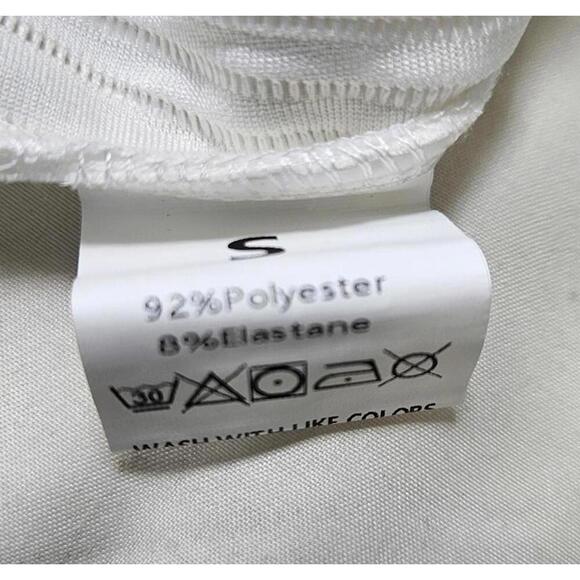 S
92%Polyester
8%Elastane
30
WASH WITH LIKE COLORS